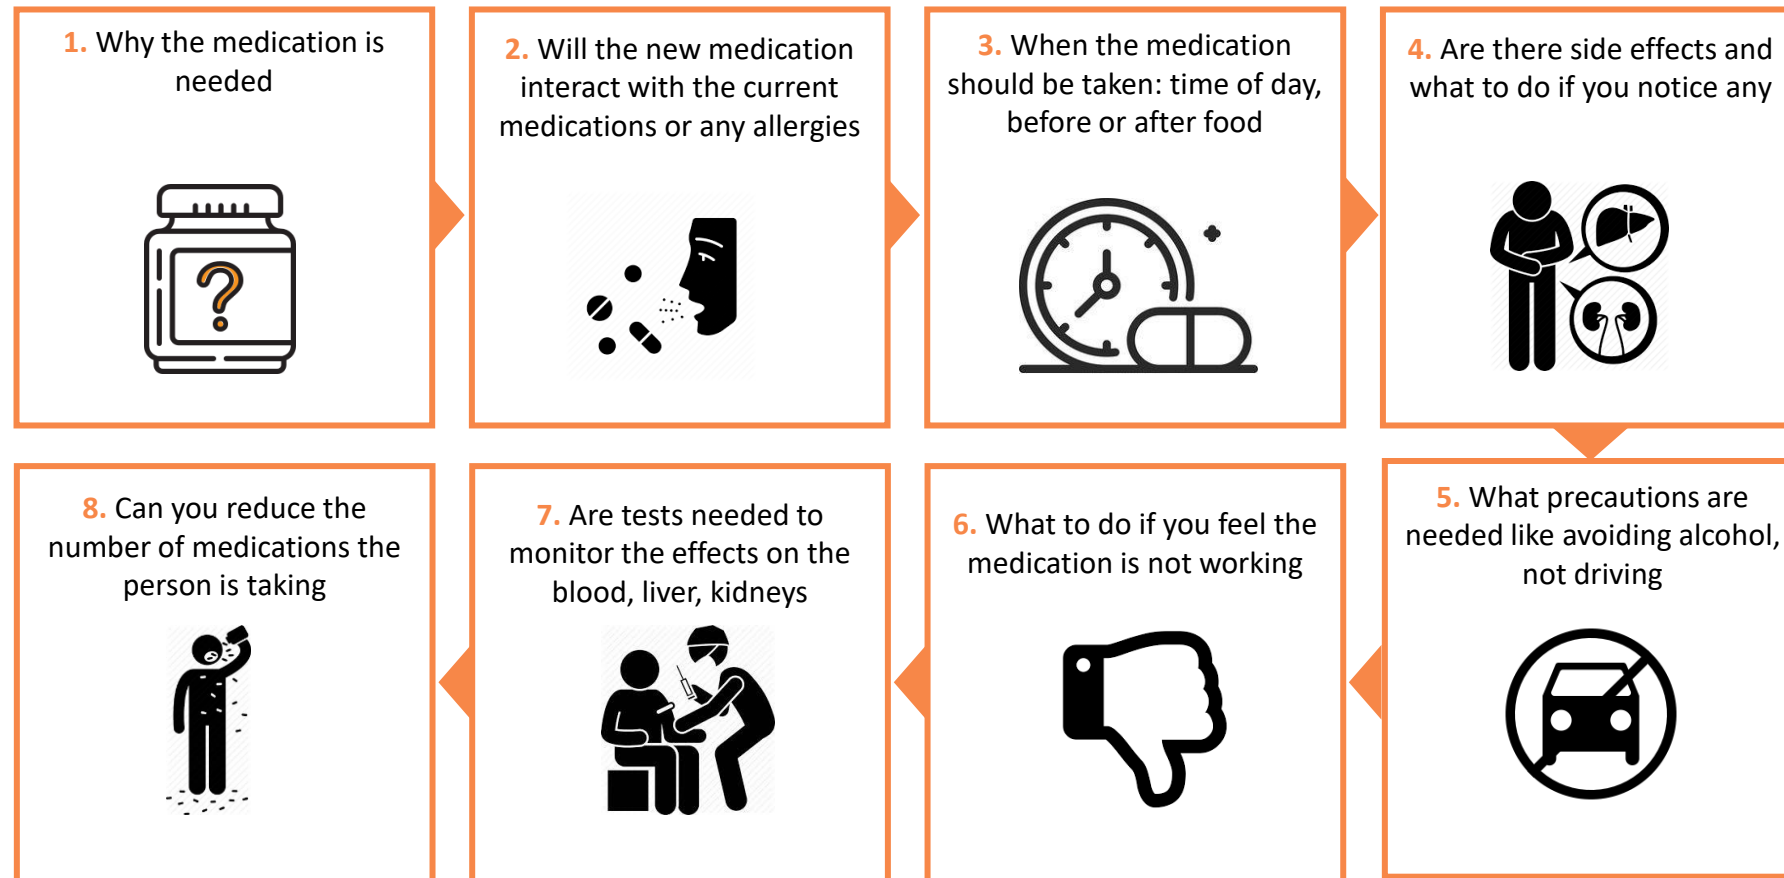 1. Why the medication is
needed
2. Will the new medication
interact with the current
medications or any allergies
3. When the medication
should be taken: time of day,
before or after food
4. Are there side effects and
what to do if you notice any
?
5. What precautions are
needed like avoiding alcohol,
not driving
6. What to do if you feel the
medication is not working
7. Are tests needed to
monitor the effects on the
blood, liver, kidneys
8. Can you reduce the
number of medications the
person is taking